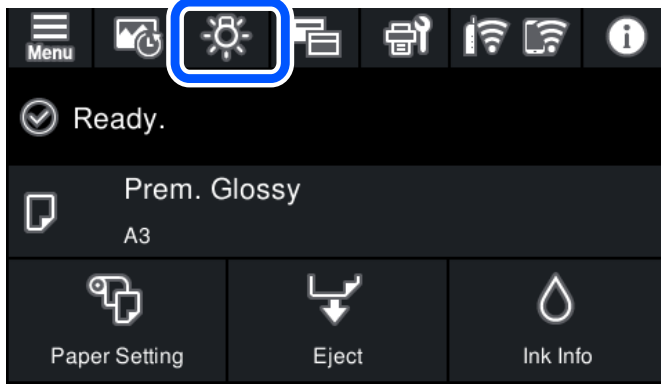 Menu
Ready.
Prem. Glossy
A3
Paper Setting
Eject
Ink Info